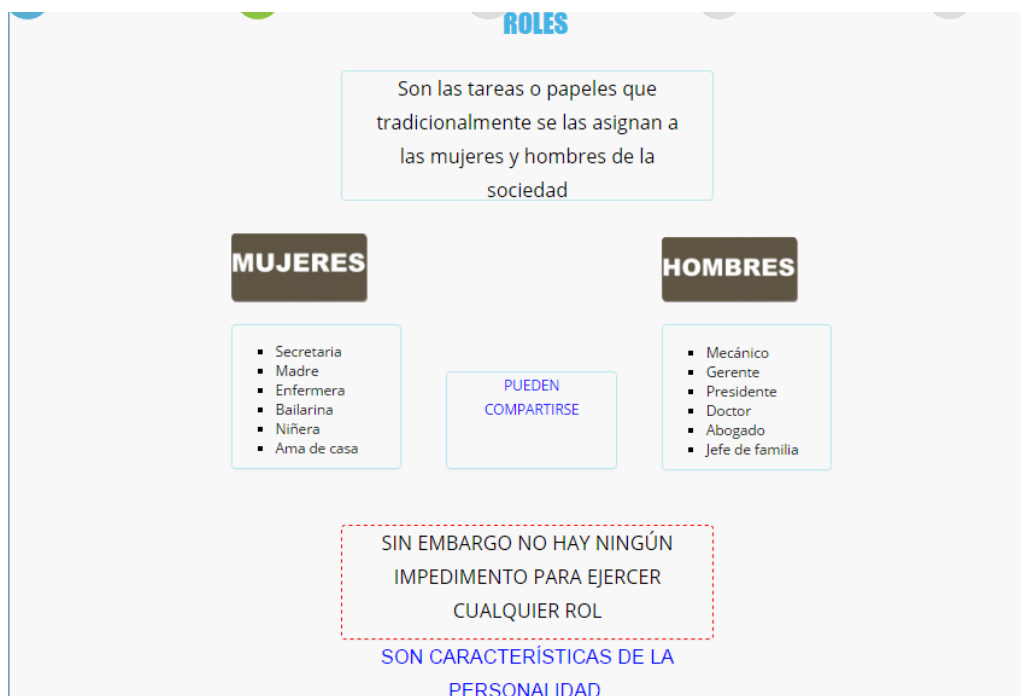 ROLES
Son las tareas o papeles que
tradicionalmente se las asignan a
las mujeres y hombres de la
sociedad
MUJERES
HOMBRES
Secretaria
Madre
Enfermera
Bailarina
Niñera
Ama de casa
PUEDEN
COMPARTIRSE
Mecánico
Gerente
Presidente
Doctor
Abogado
Jefe de familia
SIN EMBARGO NO HAY NINGÚN
IMPEDIMENTO PARA EJERCER
CUALQUIER ROL
SON CARACTERÍSTICAS DE LA
PERSONALIDAD